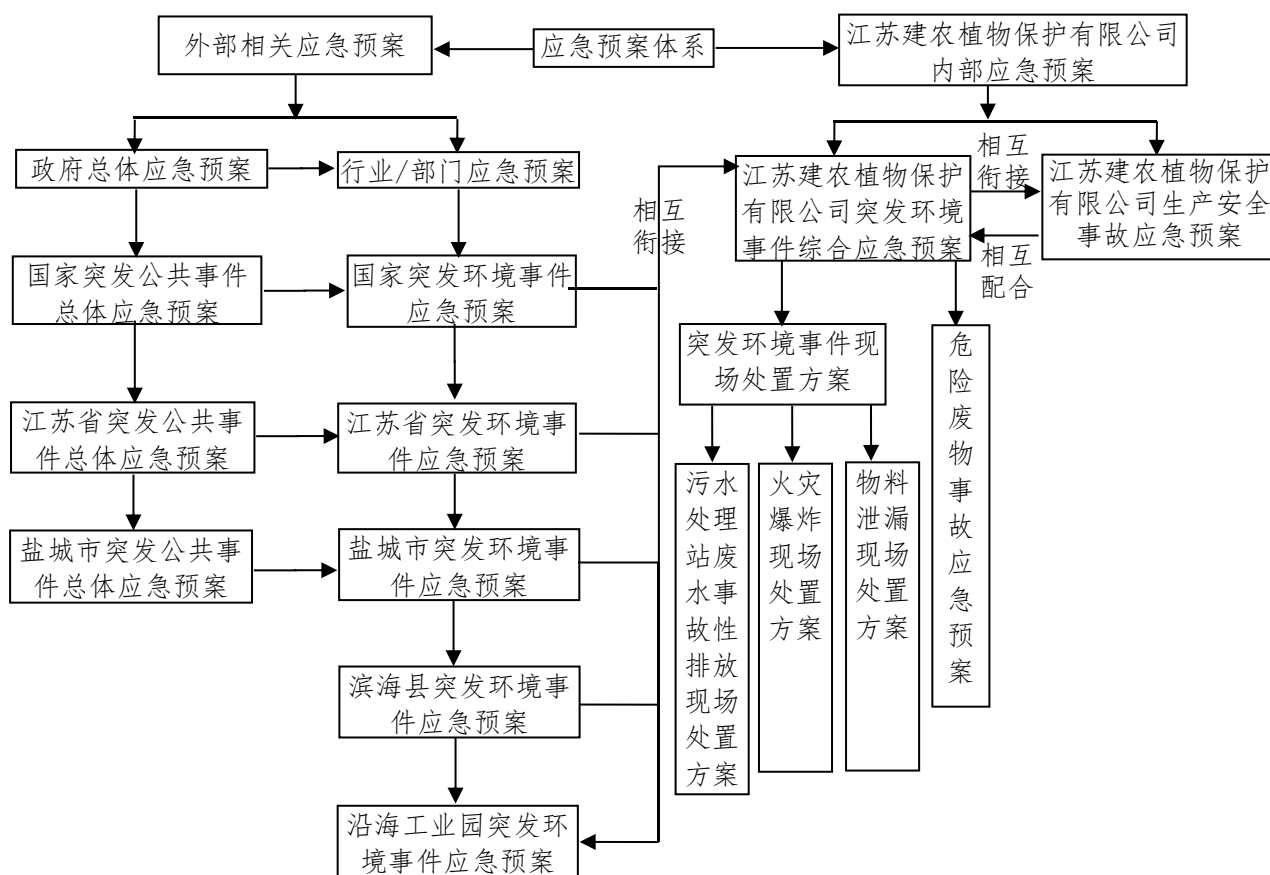 外部相关应急预案
应急预案体系
江苏建农植物保护有限公司
内部应急预案
政府总体应急预案
行业/部门应急预案
相互
衔接
江苏建农植物保护
有限公司突发环境
事件综合应急预案
相互
衔接
江苏建农植物保护
有限公司生产安全
事故应急预案
相互
配合
国家突发公共事件
总体应急预案
国家突发环境事件
应急预案
突发环境事件现
场处置方案
危
险
废
物
事
故
应
急
预
案
江苏省突发公共事
件总体应急预案
江苏省突发环境事
件应急预案
污水
处理
站废
水事
故性
排放
现场
处置
方案
火灾
爆炸
现场
处置
方案
物料
泄漏
现场
处置
方案
盐城市突发公共事
件总体应急预案
盐城市突发环境事
件应急预案
滨海县突发环境事
件应急预案
沿海工业园突发环
境事件应急预案